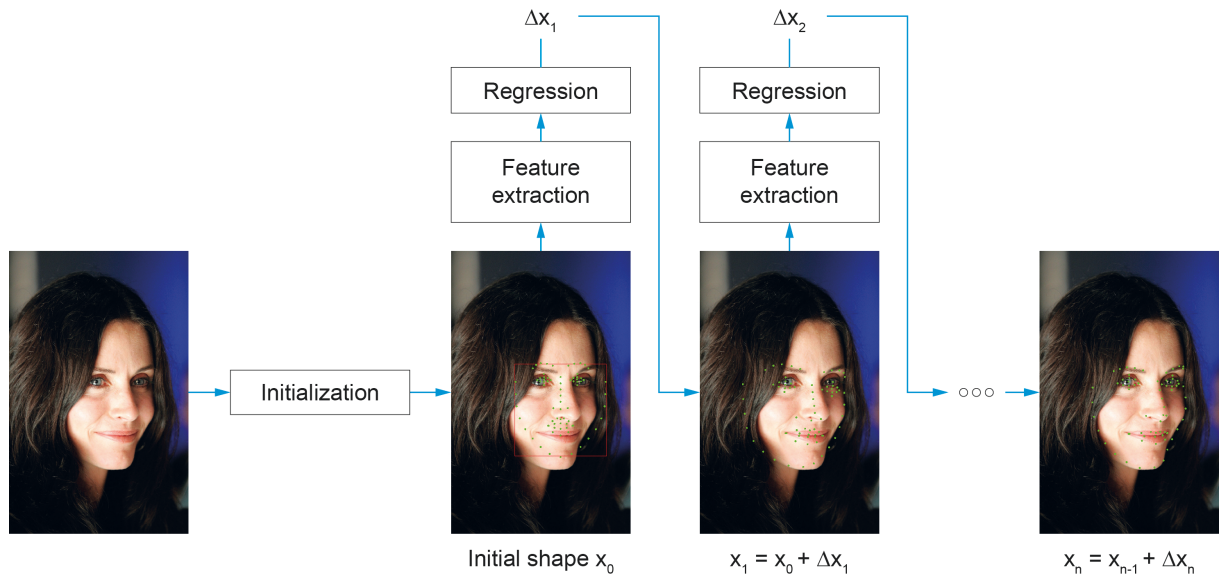 Δx₁
Δx₂
Regression
Regression
Feature
extraction
Feature
extraction
Initialization
Initial shape x₀
x₁ = x₀ + Δx₁
xₙ = xₙ₋₁ + Δxₙ